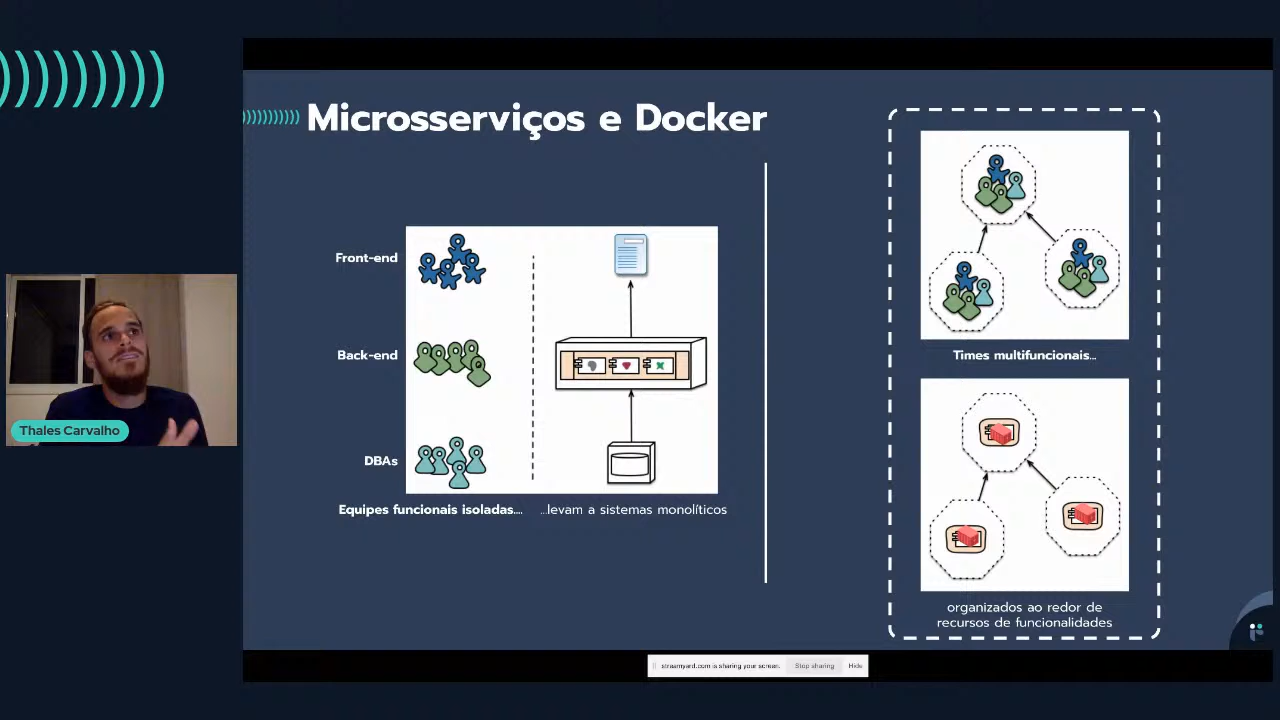 Microsserviços e Docker
Front-end
Back-end
DBAs
Equipes funcionais isoladas...
...levam a sistemas monolíticos
Times multifuncionais...
organizados ao redor de
recursos de funcionalidades
Thales Carvalho
streamyard.com is sharing your screen.
Stop sharing
Hide